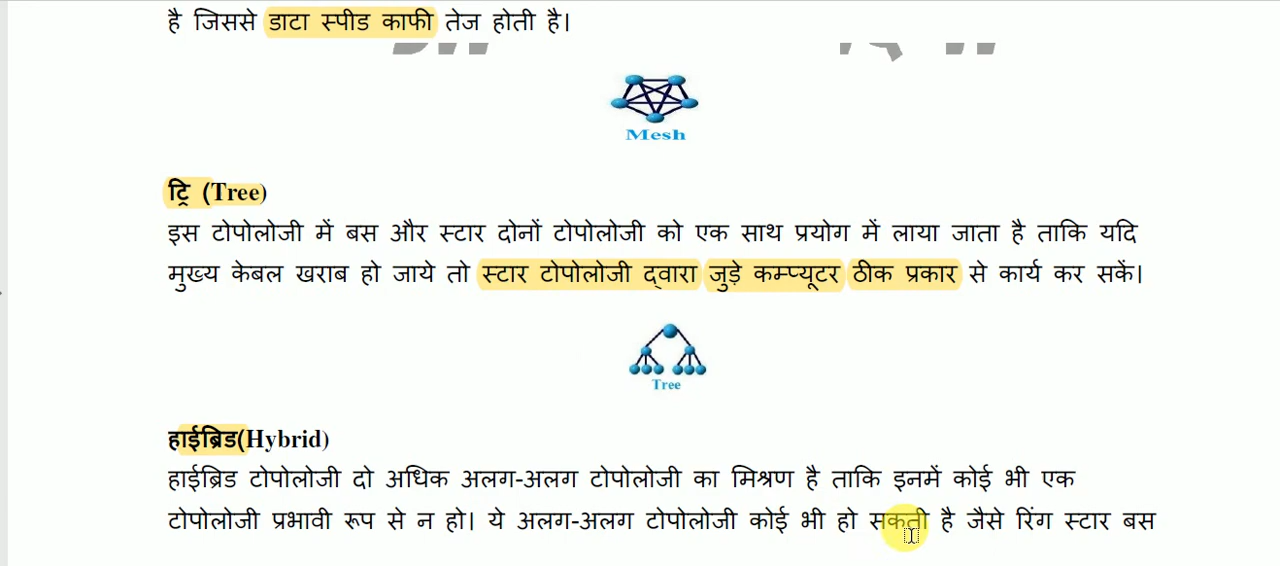 है जिससे डाटा स्पीड काफी तेज होती है।
Mesh
ट्रि (Tree)
इस टोपोलोजी में बस और स्टार दोनों टोपोलोजी को एक साथ प्रयोग में लाया जाता है ताकि यदि
मुख्य केबल खराब हो जाये तो स्टार टोपोलोजी द्वारा जुड़े कम्प्यूटर ठीक प्रकार से कार्य कर सकें।
Tree
हाईब्रिड(Hybrid)
हाईब्रिड टोपोलोजी दो अधिक अलग-अलग टोपोलोजी का मिश्रण है ताकि इनमें कोई भी एक
टोपोलोजी प्रभावी रूप से न हो। ये अलग-अलग टोपोलोजी कोई भी हो सकती है जैसे रिंग स्टार बस